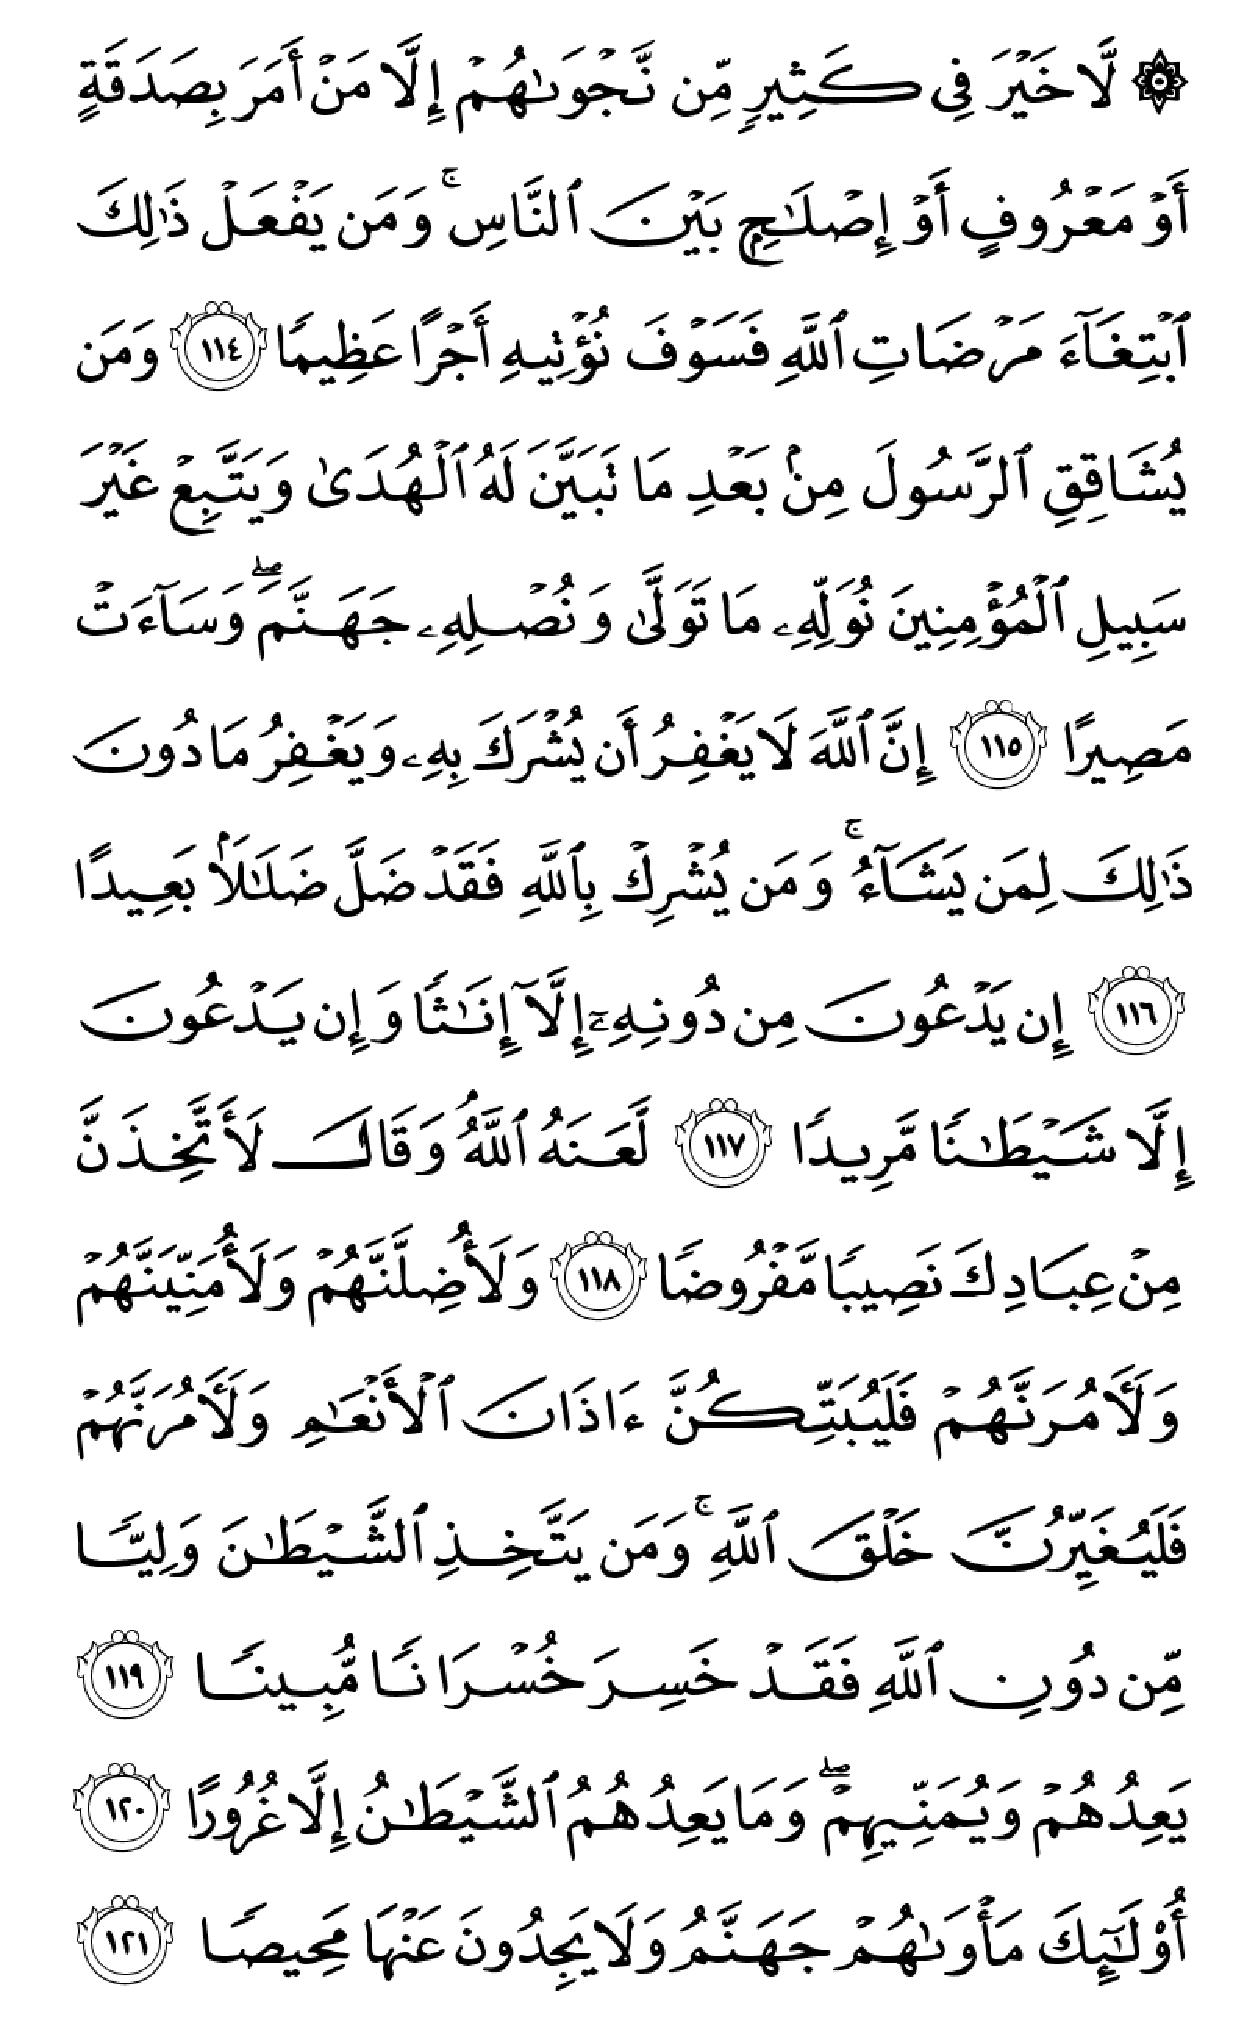 ۞ لَّا خَيْرَ فِى كَثِيرٍ مِّن نَّجْوَىٰهُمْ إِلَّا مَنْ أَمَرَ بِصَدَقَةٍ
أَوْ مَعْرُوفٍ أَوْ إِصْلَـٰحٍۭ بَيْنَ ٱلنَّاسِ ۚ وَمَن يَفْعَلْ ذَٰلِكَ
ٱبْتِغَآءَ مَرْضَاتِ ٱللَّهِ فَسَوْفَ نُؤْتِيهِ أَجْرًا عَظِيمًا ١١٤ وَمَن
يُشَاقِقِ ٱلرَّسُولَ مِنۢ بَعْدِ مَا تَبَيَّنَ لَهُ ٱلْهُدَىٰ وَيَتَّبِعْ غَيْرَ
سَبِيلِ ٱلْمُؤْمِنِينَ نُوَلِّهِۦ مَا تَوَلَّىٰ وَنُصْلِهِۦ جَهَنَّمَ ۖ وَسَآءَتْ
مَصِيرًا ١١٥ إِنَّ ٱللَّهَ لَا يَغْفِرُ أَن يُشْرَكَ بِهِۦ وَيَغْفِرُ مَا دُونَ
ذَٰلِكَ لِمَن يَشَآءُ ۚ وَمَن يُشْرِكْ بِٱللَّهِ فَقَدْ ضَلَّ ضَلَـٰلًۢا بَعِيدًا
١١٦ إِن يَدْعُونَ مِن دُونِهِۦٓ إِلَّآ إِنَـٰثًا وَإِن يَدْعُونَ
إِلَّا شَيْطَـٰنًا مَّرِيدًا ١١٧ لَّعَنَهُ ٱللَّهُ ۘ وَقَالَ لَأَتَّخِذَنَّ
مِنْ عِبَادِكَ نَصِيبًا مَّفْرُوضًا ١١٨ وَلَأُضِلَّنَّهُمْ وَلَأُمَنِّيَنَّهُمْ
وَلَـَٔامُرَنَّهُمْ فَلَيُبَتِّكُنَّ ءَاذَانَ ٱلْأَنْعَـٰمِ وَلَـَٔامُرَنَّهُمْ
فَلَيُغَيِّرُنَّ خَلْقَ ٱللَّهِ ۚ وَمَن يَتَّخِذِ ٱلشَّيْطَـٰنَ وَلِيًّا
مِّن دُونِ ٱللَّهِ فَقَدْ خَسِرَ خُسْرَانًا مُّبِينًا ١١٩
يَعِدُهُمْ وَيُمَنِّيهِمْ ۖ وَمَا يَعِدُهُمُ ٱلشَّيْطَـٰنُ إِلَّا غُرُورًا ١٢٠
أُو۟لَـٰٓئِكَ مَأْوَىٰهُمْ جَهَنَّمُ وَلَا يَجِدُونَ عَنْهَا مَحِيصًا ١٢١